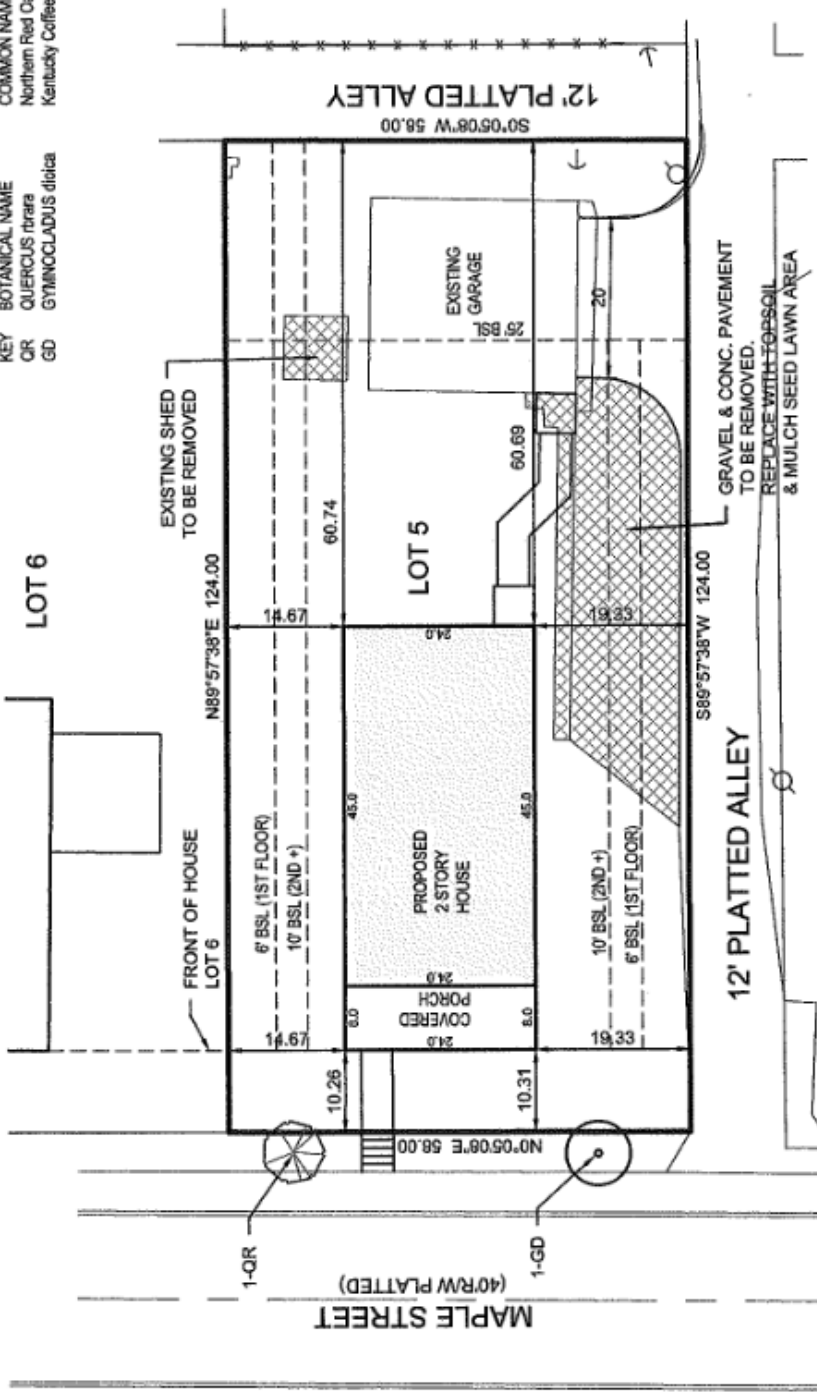 KEY BOTANICAL NAME COMMON NAM
QR QUERCUS rbrara Northern Red Oa
GD GYMNOCLADUS dioica Kentucky Coffee
LOT 6
FRONT OF HOUSE
LOT 6
EXISTING SHED
TO BE REMOVED
N89°57'38"E 124.00
6' BSL (1ST FLOOR)
10' BSL (2ND +)
14.67
14.67
10.26
60.74
8.0
45.0
24.0
COVERED
PORCH
24.0
PROPOSED
2 STORY
HOUSE
24.0
LOT 5
EXISTING
GARAGE
25' BSL
8.0
45.0
10.31
60.69
19.33
19.33
20
10' BSL (2ND +)
6' BSL (1ST FLOOR)
S89°57'38"W 124.00
N0°05'08"E 58.00
S0°05'08"W 58.00
12' PLATTED ALLEY
GRAVEL & CONC. PAVEMENT
TO BE REMOVED.
REPLACE WITH TOPSOIL
& MULCH SEED LAWN AREA
12' PLATTED ALLEY
1-QR
1-GD
MAPLE STREET
(40'R/W PLATTED)